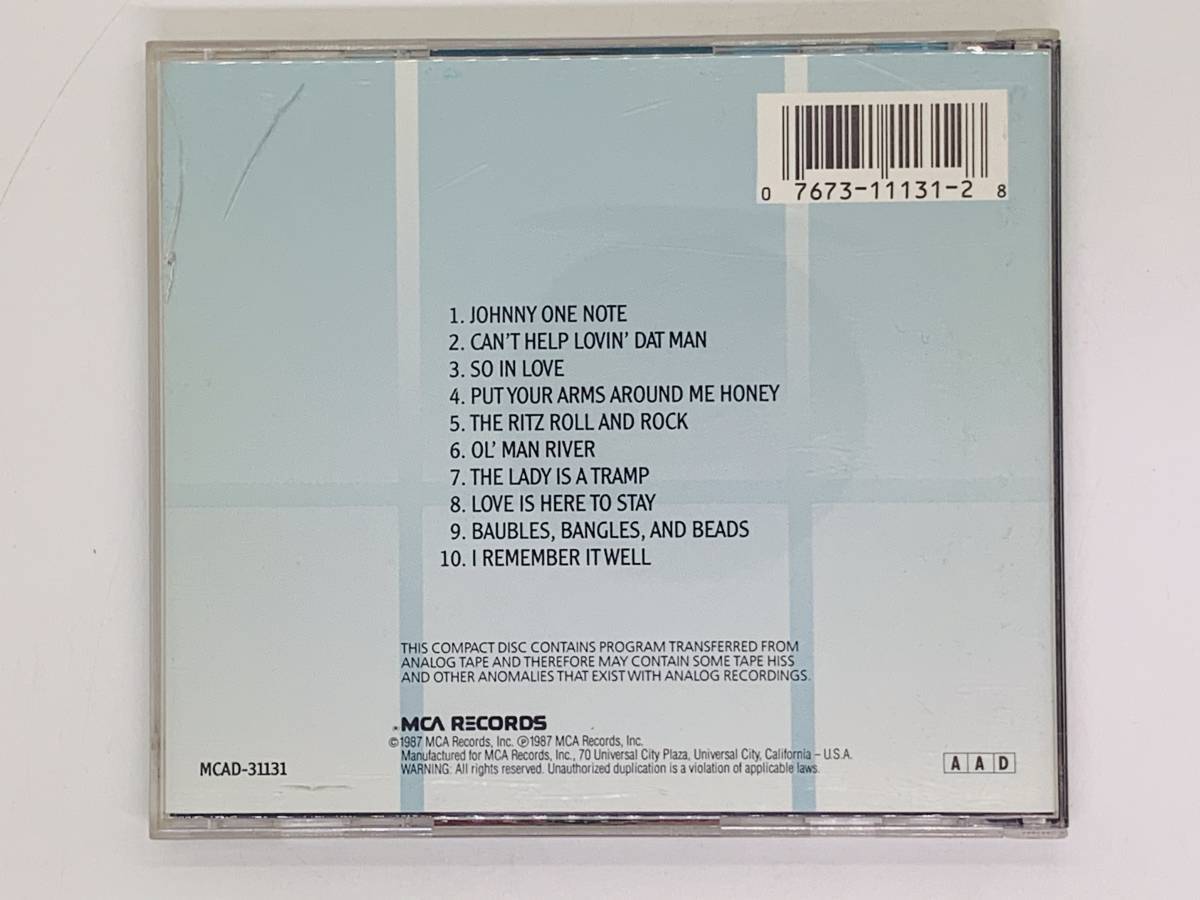 0 7673-11131-2 8
1. JOHNNY ONE NOTE
2. CAN'T HELP LOVIN' DAT MAN
3. SO IN LOVE
4. PUT YOUR ARMS AROUND ME HONEY
5. THE RITZ ROLL AND ROCK
6. OL' MAN RIVER
7. THE LADY IS A TRAMP
8. LOVE IS HERE TO STAY
9. BAUBLES, BANGLES, AND BEADS
10. I REMEMBER IT WELL
THIS COMPACT DISC CONTAINS PROGRAM TRANSFERRED FROM
ANALOG TAPE AND THEREFORE MAY CONTAIN SOME TAPE HISS
AND OTHER ANOMALIES THAT EXIST WITH ANALOG RECORDINGS.
MCA RECORDS
©1987 MCA Records, Inc. ℗1987 MCA Records, Inc.
Manufactured for MCA Records, Inc., 70 Universal City Plaza, Universal City, California – U.S.A.
WARNING: All rights reserved. Unauthorized duplication is a violation of applicable laws.
MCAD-31131
A A D